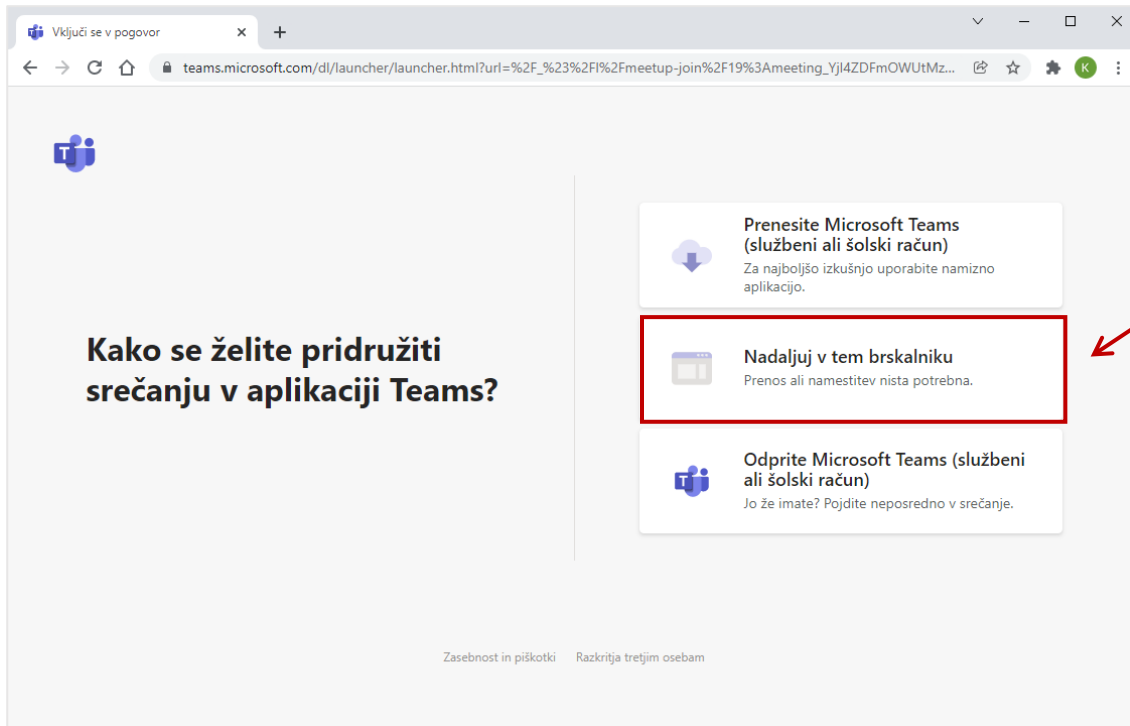 Vključi se v pogovor
teams.microsoft.com/dl/launcher/launcher.html?url=%2F_%23%2Fl%2Fmeetup-join%2F19%3Ameeting_YjI4ZDFmOWUtMz...
K
T
Prenesite Microsoft Teams
(službeni ali šolski račun)
Za najboljšo izkušnjo uporabite namizno
aplikacijo.
Kako se želite pridružiti
srečanju v aplikaciji Teams?
Nadaljuj v tem brskalniku
Prenos ali namestitev nista potrebna.
T
Odprite Microsoft Teams (službeni
ali šolski račun)
Jo že imate? Pojdite neposredno v srečanje.
Zasebnost in piškotki Razkritja tretjim osebam